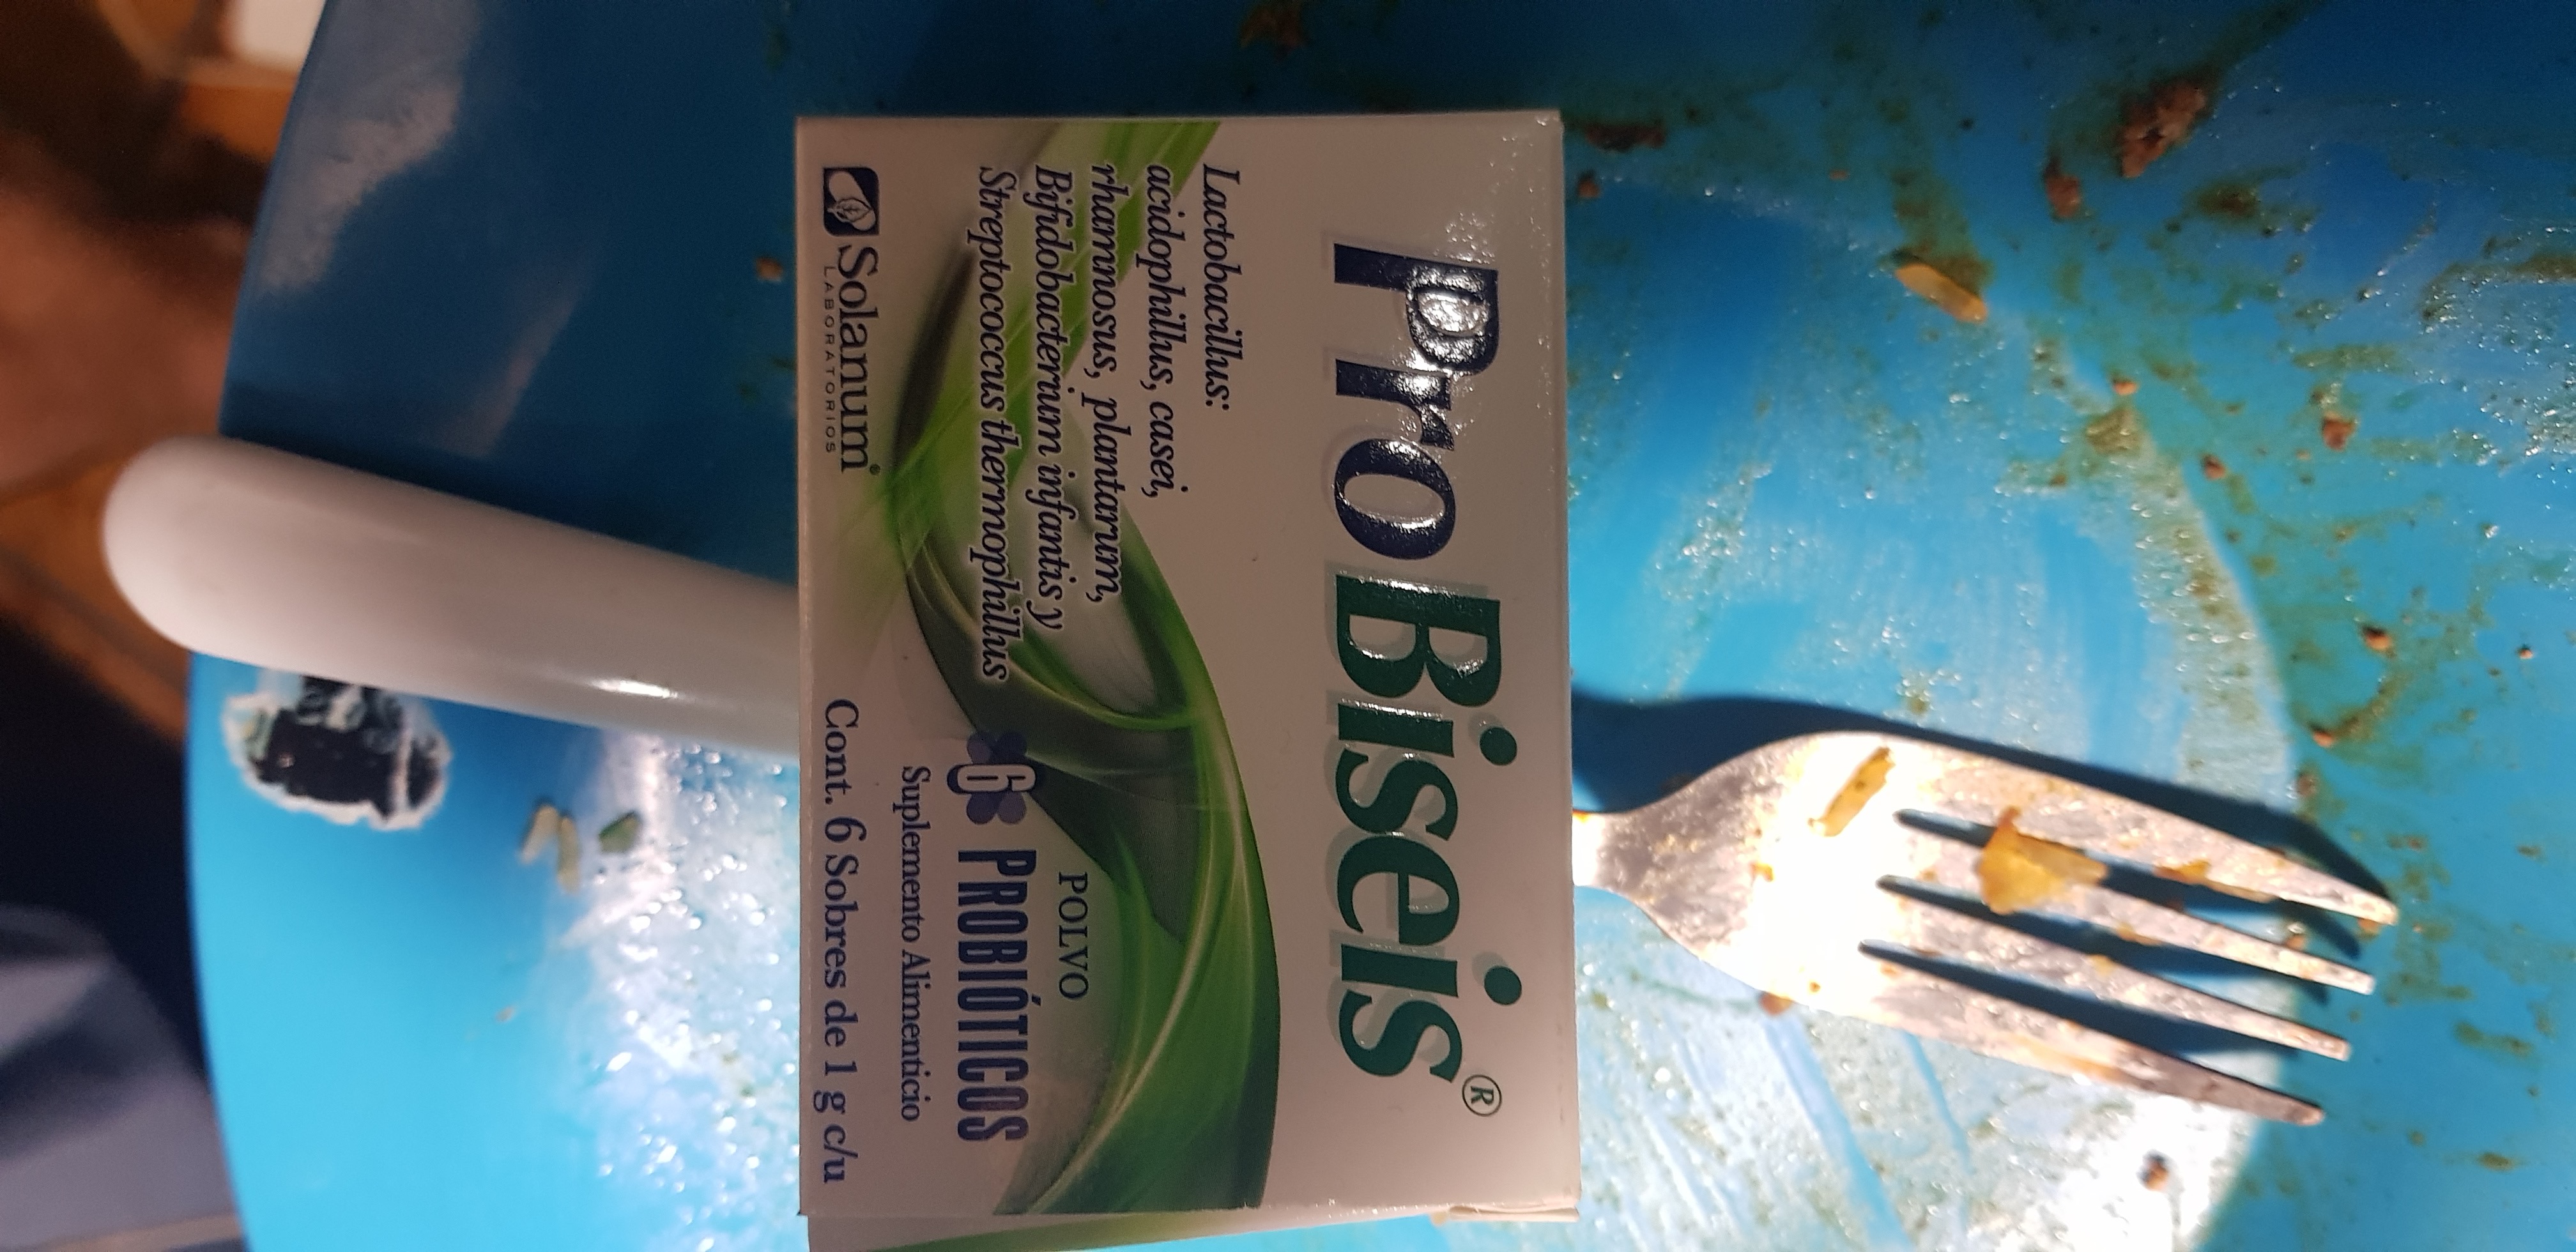 ProBiseis®
Lactobacillus:
acidophillus, casei,
rhamnosus, plantarum,
Bifidobacterium infantis y
Streptococcus thermophillus
POLVO
6 PROBIÓTICOS
Suplemento Alimenticio
Solanum®
LABORATORIOS
Cont. 6 Sobres de 1 g c/u